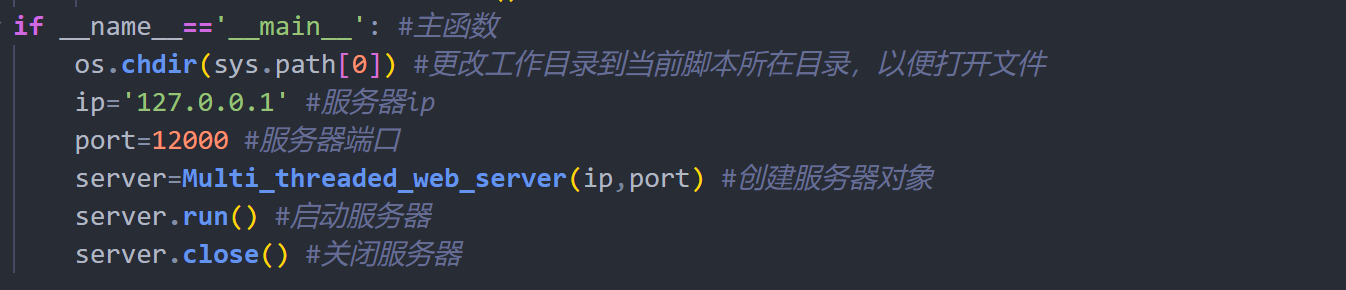 if __name__=='__main__': #主函数
os.chdir(sys.path[0]) #更改工作目录到当前脚本所在目录，以便打开文件
ip='127.0.0.1' #服务器ip
port=12000 #服务器端口
server=Multi_threaded_web_server(ip,port) #创建服务器对象
server.run() #启动服务器
server.close() #关闭服务器